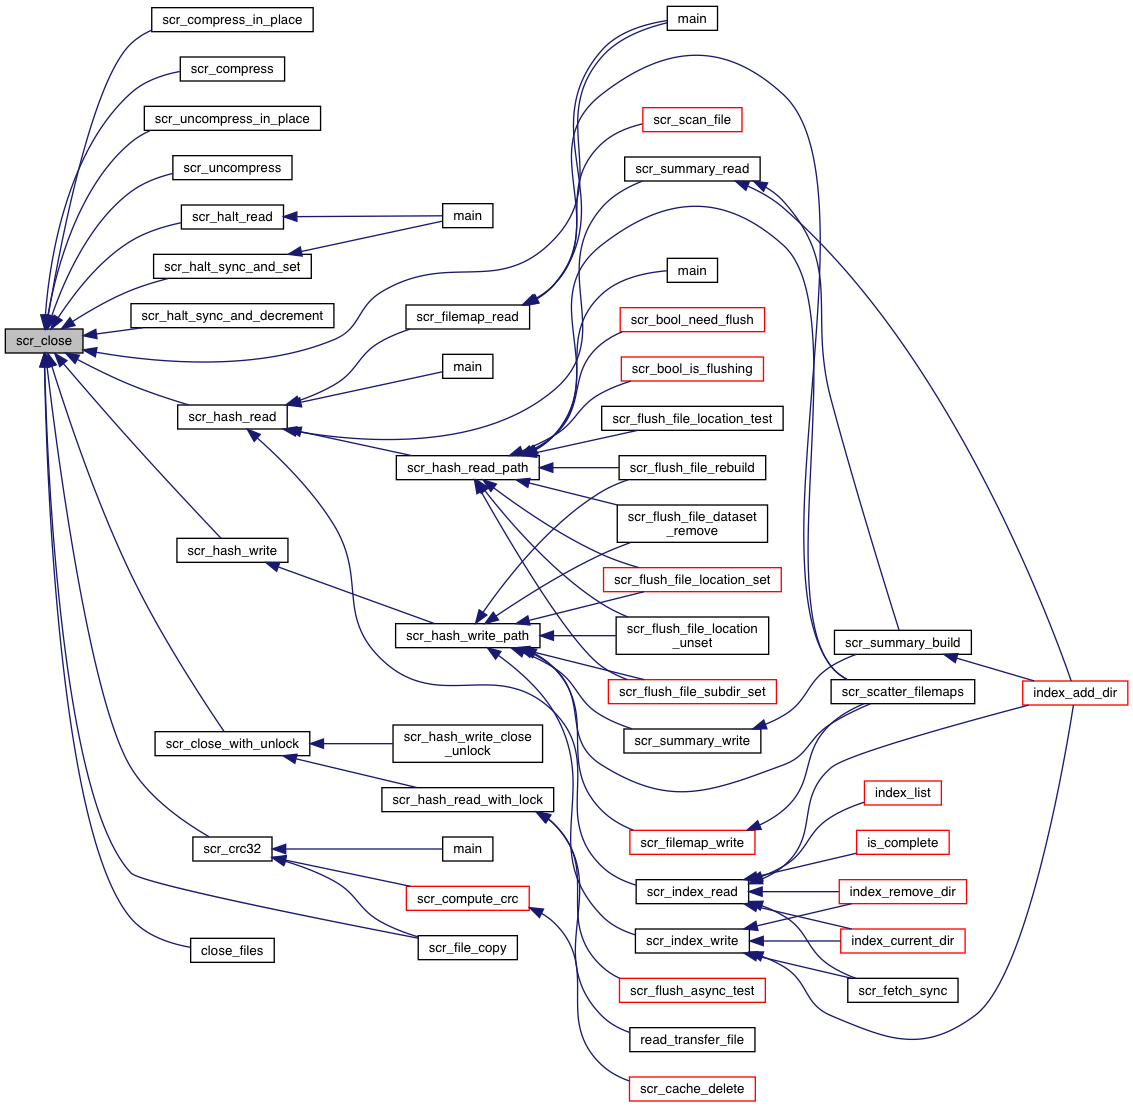 scr_compress_in_place
main
scr_compress
scr_uncompress_in_place
scr_scan_file
scr_uncompress
scr_summary_read
scr_halt_read
main
scr_halt_sync_and_set
main
scr_halt_sync_and_decrement
scr_filemap_read
scr_bool_need_flush
scr_close
main
scr_bool_is_flushing
scr_hash_read
scr_flush_file_location_test
scr_hash_read_path
scr_flush_file_rebuild
scr_flush_file_dataset
_remove
scr_hash_write
scr_flush_file_location_set
scr_hash_write_path
scr_flush_file_location
_unset
scr_summary_build
scr_flush_file_subdir_set
scr_scatter_filemaps
index_add_dir
scr_close_with_unlock
scr_hash_write_close
_unlock
scr_summary_write
scr_hash_read_with_lock
index_list
scr_crc32
main
scr_filemap_write
is_complete
scr_compute_crc
scr_index_read
index_remove_dir
close_files
scr_file_copy
scr_index_write
index_current_dir
scr_flush_async_test
scr_fetch_sync
read_transfer_file
scr_cache_delete